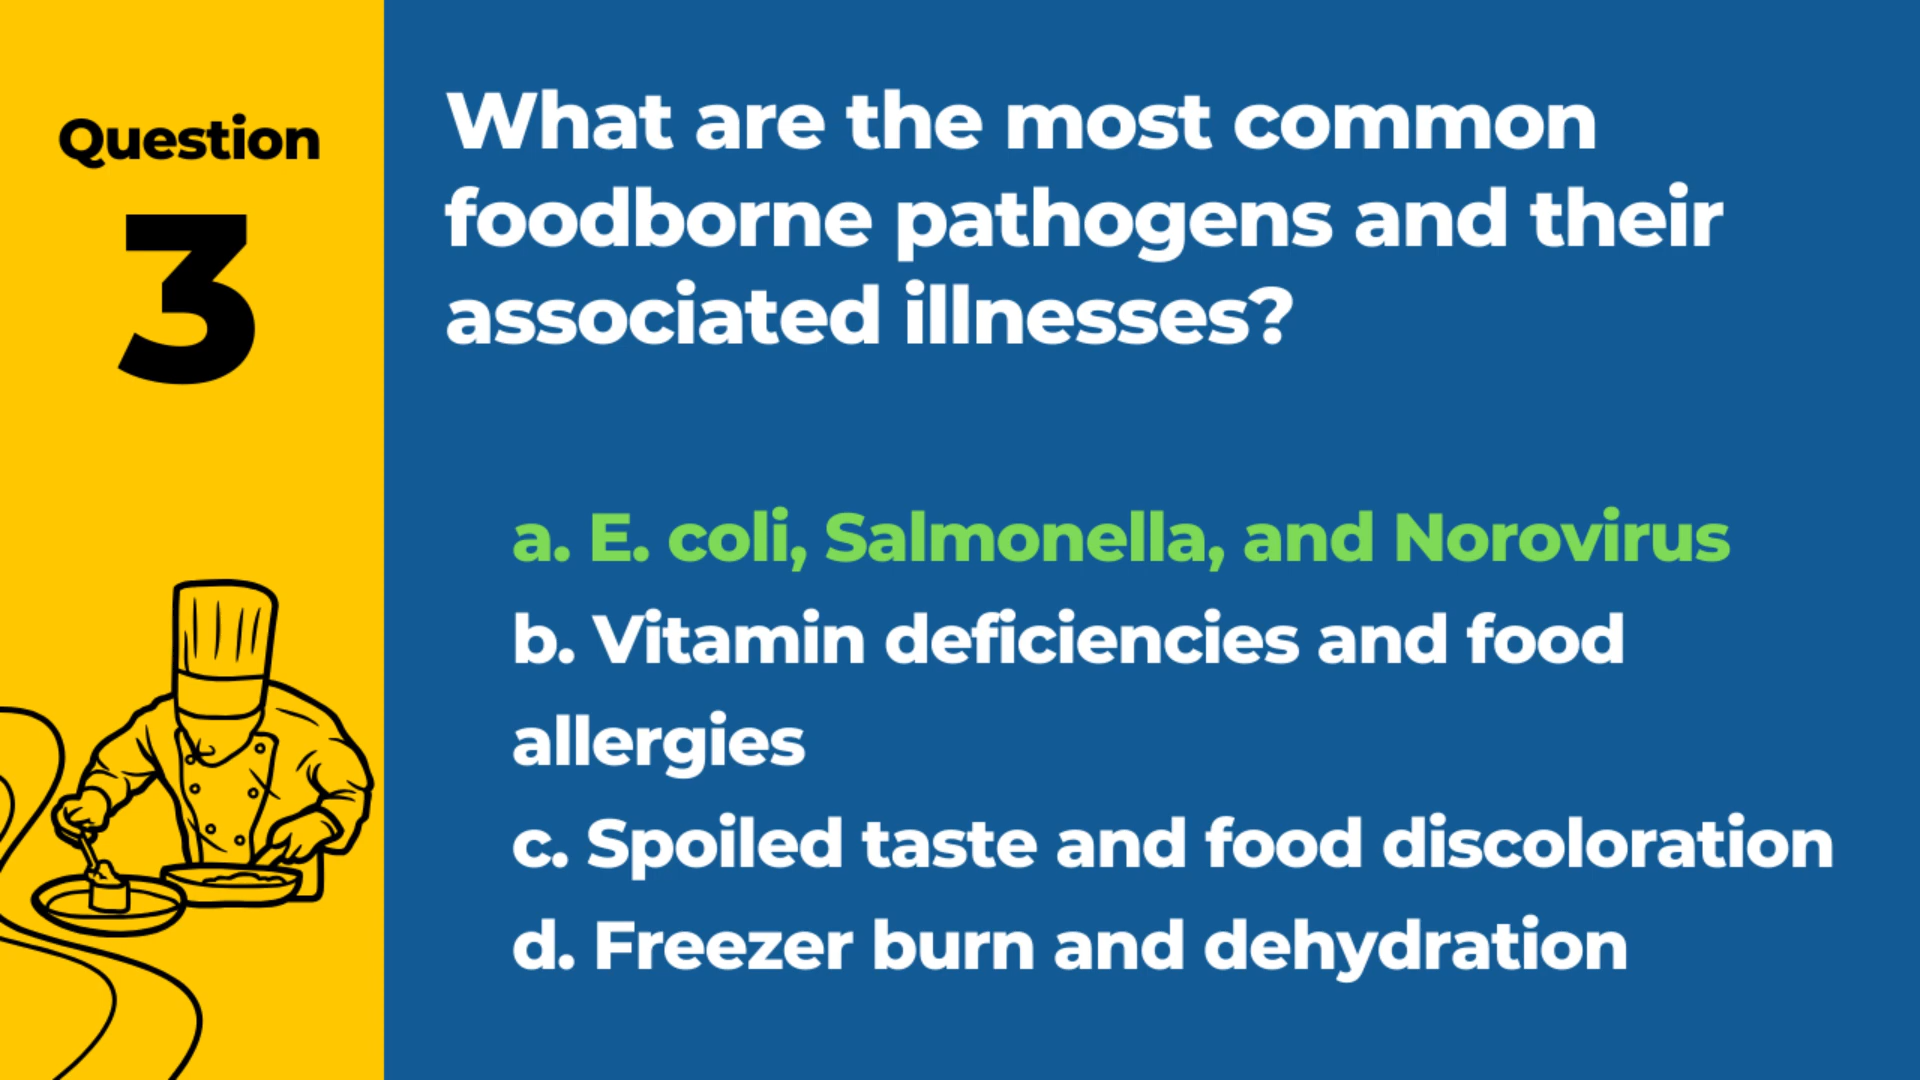 Question
3
What are the most common
foodborne pathogens and their
associated illnesses?
a. E. coli, Salmonella, and Norovirus
b. Vitamin deficiencies and food
allergies
c. Spoiled taste and food discoloration
d. Freezer burn and dehydration